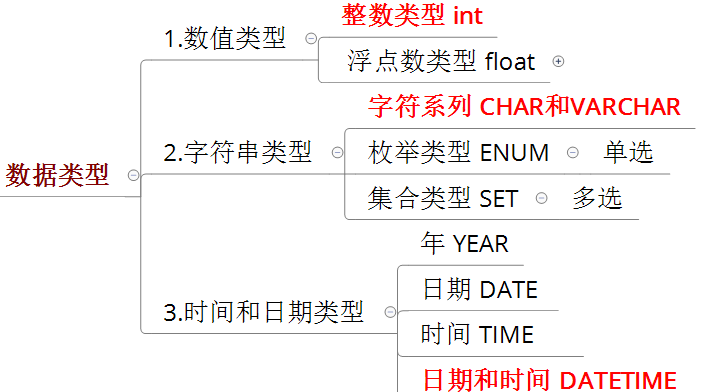 数据类型
1.数值类型
整数类型 int
浮点数类型 float
2.字符串类型
字符系列 CHAR和VARCHAR
枚举类型 ENUM 单选
集合类型 SET 多选
3.时间和日期类型
年 YEAR
日期 DATE
时间 TIME
日期和时间 DATETIME